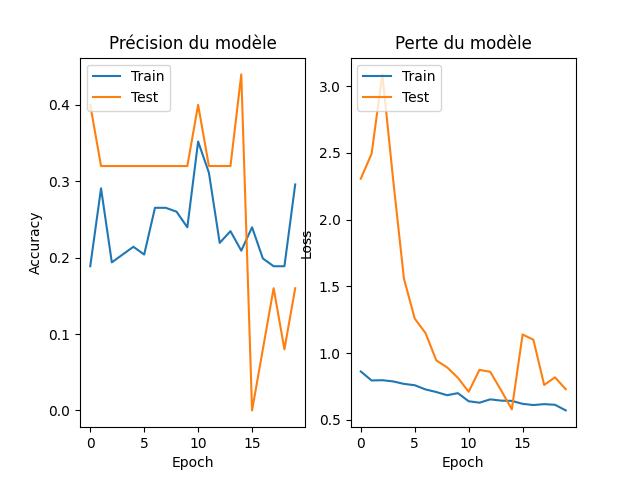 Précision du modèle
Train
Test
0.4
0.3
0.2
0.1
0.0
Accuracy
0
5
10
15
Epoch
Perte du modèle
Train
Test
3.0
2.5
2.0
1.5
1.0
0.5
Loss
0
5
10
15
Epoch